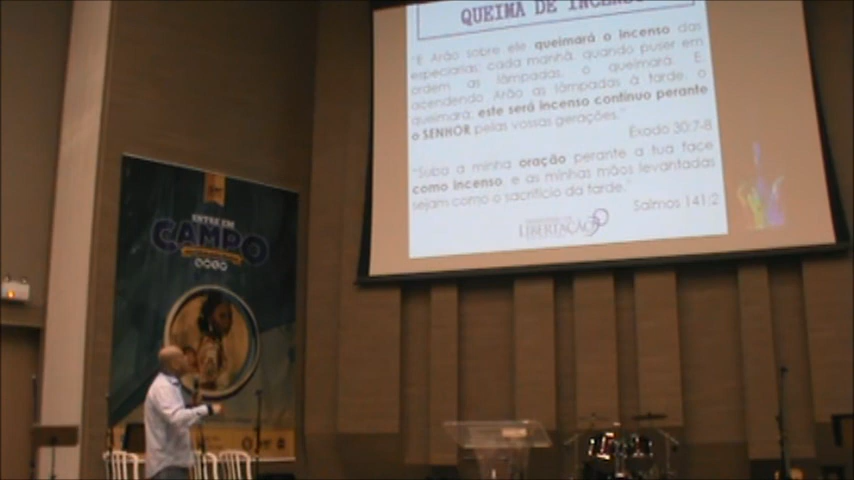 QUEIMA DE INCENSO
"E Arão sobre ele queimará o incenso das
especiarias; cada manhã, quando puser em
ordem as lâmpadas, o queimará. E,
acendendo Arão as lâmpadas à tarde, o
queimará; este será incenso contínuo perante
o SENHOR pelas vossas gerações."
Êxodo 30:7-8
"Suba a minha oração perante a tua face
como incenso, e as minhas mãos levantadas
sejam como o sacrifício da tarde."
Salmos 141:2
LIBERTAÇÃO
ENTRE EM
CAMPO